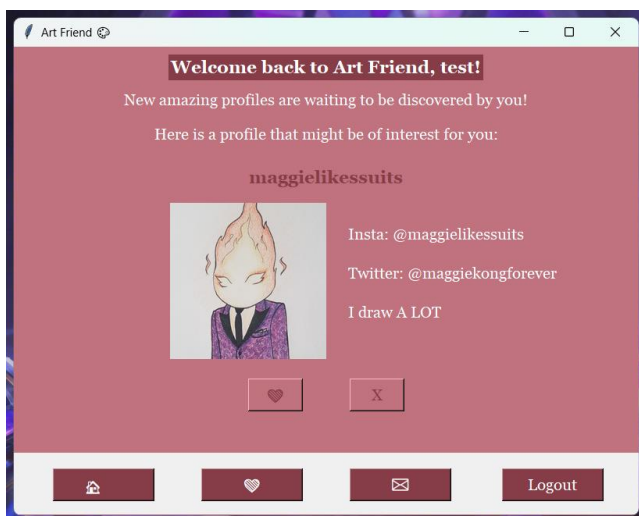 Art Friend
Welcome back to Art Friend, test!
New amazing profiles are waiting to be discovered by you!
Here is a profile that might be of interest for you:
maggielikessuits
Insta: @maggielikessuits
Twitter: @maggiekongforever
I draw A LOT
X
Logout